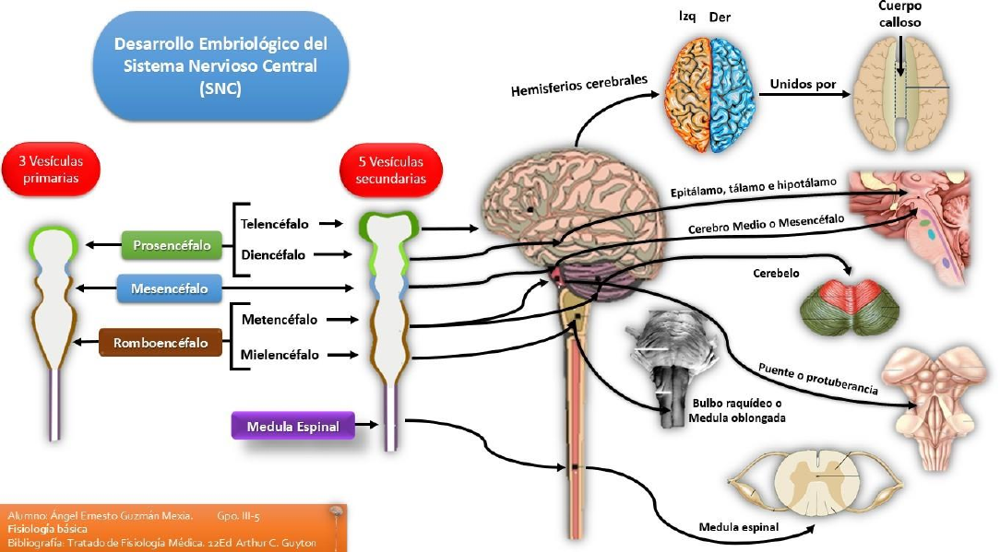 Desarrollo Embriológico del
Sistema Nervioso Central
(SNC)
3 Vesículas
primarias
5 Vesículas
secundarias
Prosencéfalo
Mesencéfalo
Romboencéfalo
Telencéfalo
Diencéfalo
Metencéfalo
Mielencéfalo
Medula Espinal
Hemisferios cerebrales
Izq Der
Unidos por
Cuerpo
calloso
Epitálamo, tálamo e hipotálamo
Cerebro Medio o Mesencéfalo
Cerebelo
Puente o protuberancia
Bulbo raquídeo o
Medula oblongada
Medula espinal
Alumno: Ángel Ernesto Guzmán Mexia. Gpo. III-5
Fisiología básica
Bibliografía: Tratado de Fisiología Médica. 12Ed Arthur C. Guyton